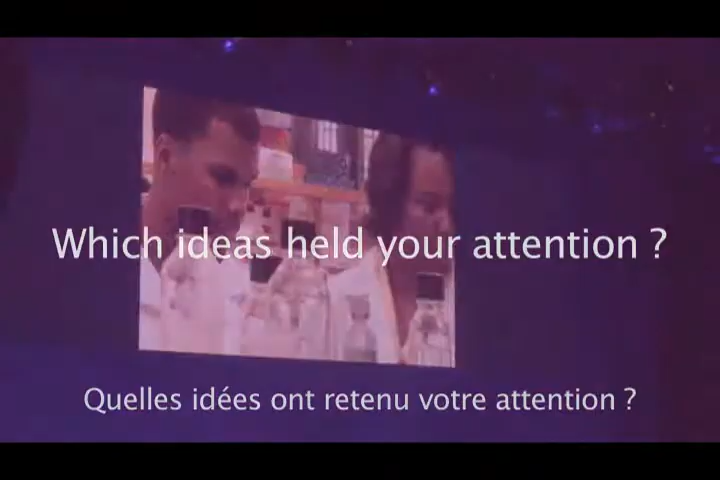 Which ideas held your attention ?
Quelles idées ont retenu votre attention ?